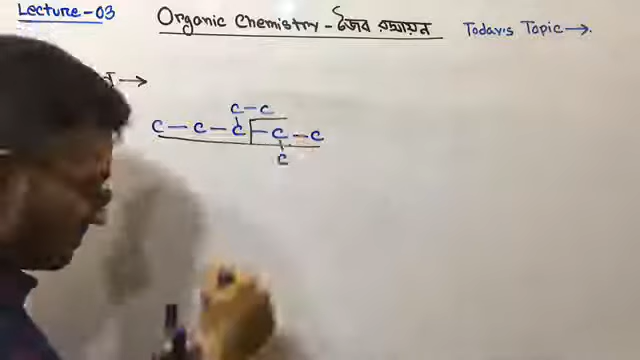 Lecture-03
Organic Chemistry - জৈব রসায়ন
Today's Topic →
→
C - C
C - C - C - C - C
C